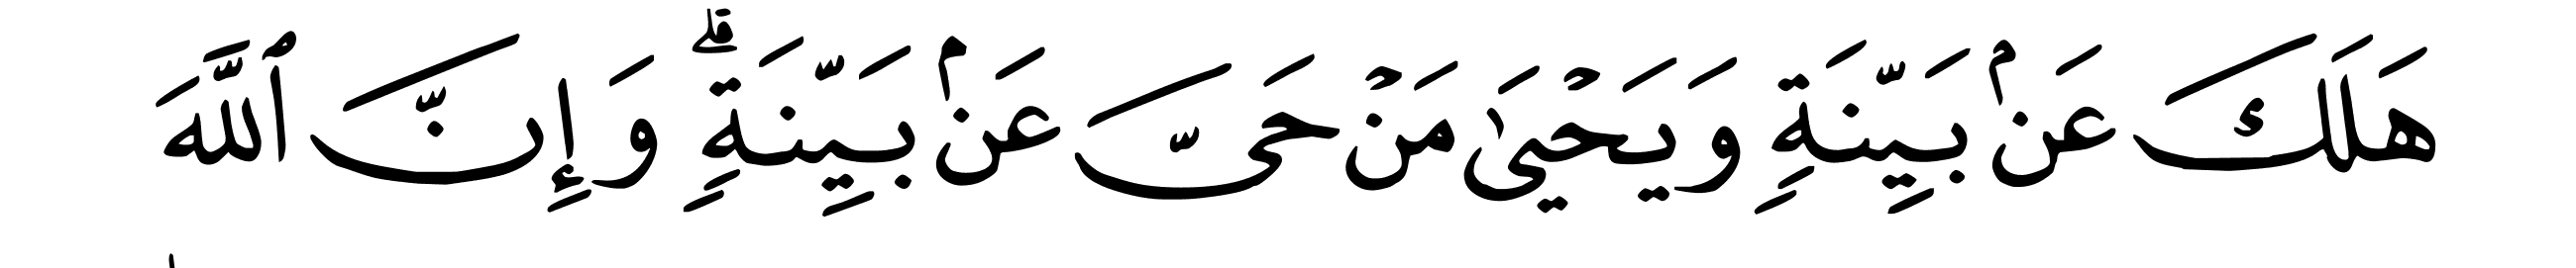 هَلَكَ عَنۢ بَيِّنَةٍ وَيَحْيَىٰ مَنْ حَىَّ عَنۢ بَيِّنَةٍ ۗ وَإِنَّ ٱللَّهَ